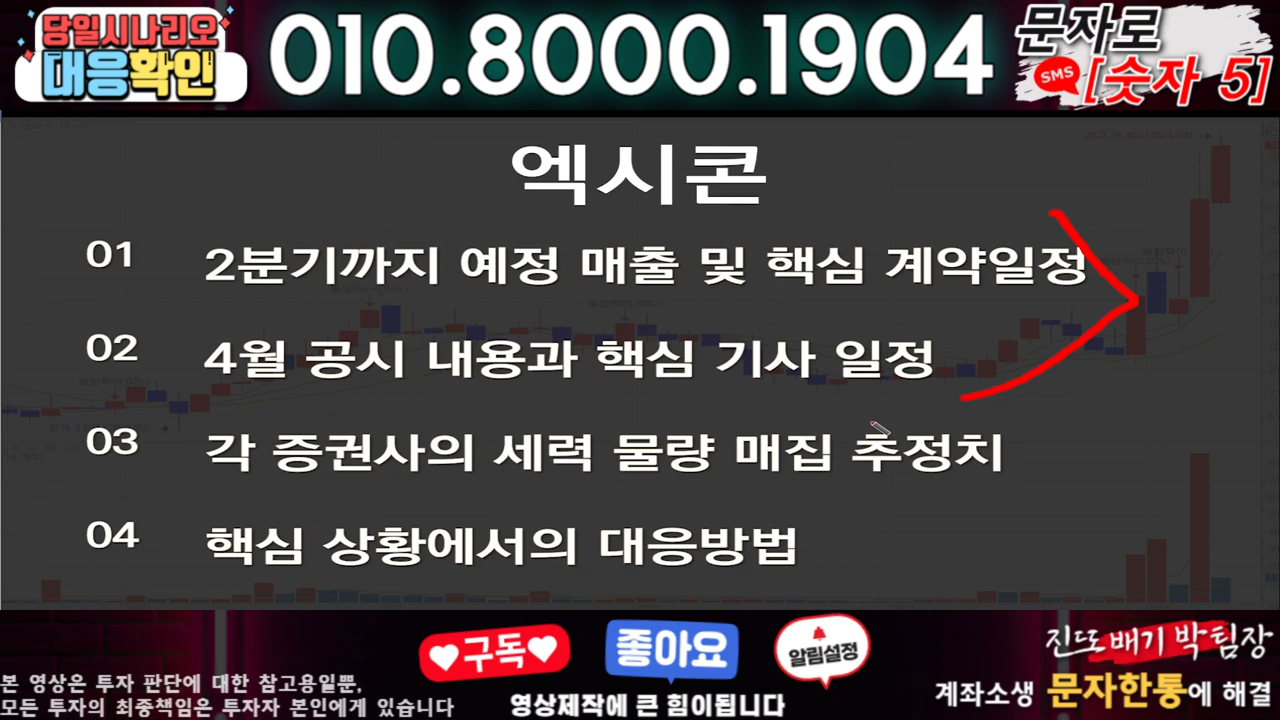 당일시나리오
대응확인
010.8000.1904
문자로
SMS
[숫자 5]
엑시콘
01 2분기까지 예정 매출 및 핵심 계약일정
02 4월 공시 내용과 핵심 기사 일정
03 각 증권사의 세력 물량 매집 추정치
04 핵심 상황에서의 대응방법
구독
좋아요
알림설정
영상제작에 큰 힘이됩니다
본 영상은 투자 판단에 대한 참고용일뿐,
모든 투자의 최종책임은 투자자 본인에게 있습니다
진또배기 박팀장
계좌소생 문자한통에 해결